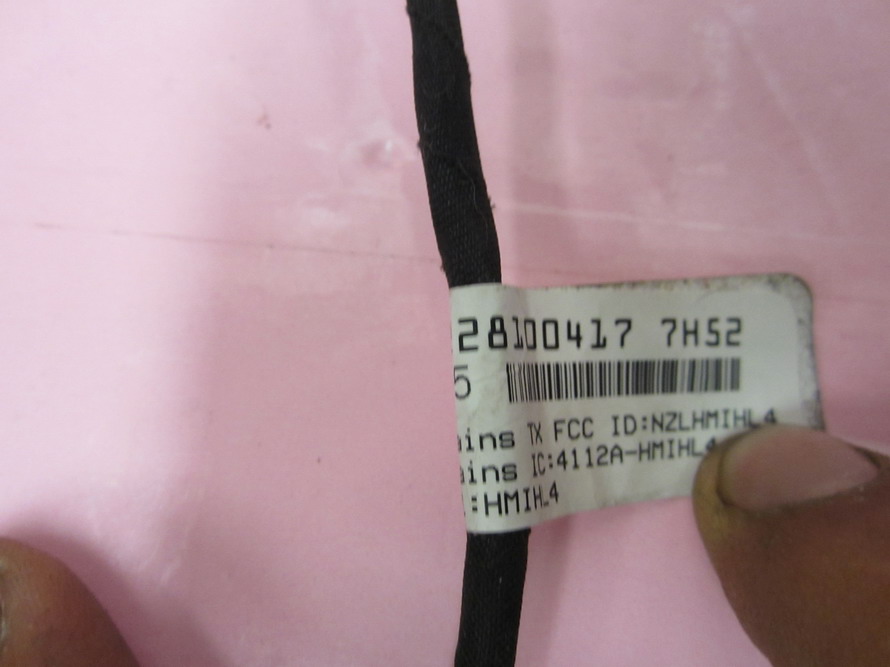 28100417 7H52
5
ains TX FCC ID:NZLHMIHL4
ains IC:4112A-HMIHL4
:HMIHL4